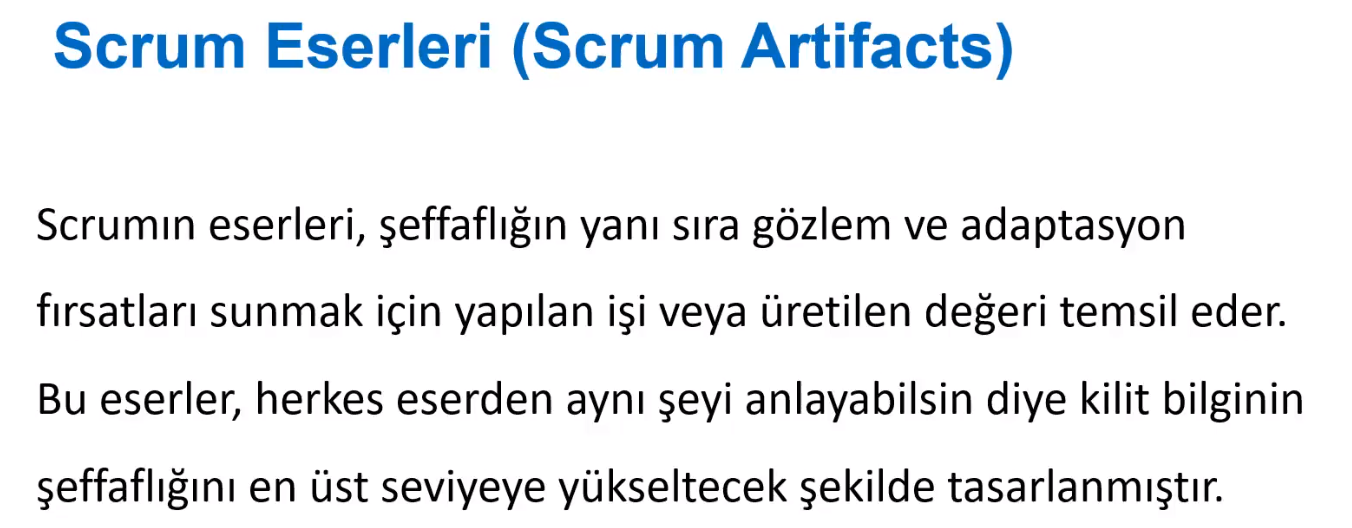 Scrum Eserleri (Scrum Artifacts)
Scrumın eserleri, şeffaflığın yanı sıra gözlem ve adaptasyon
fırsatları sunmak için yapılan işi veya üretilen değeri temsil eder.
Bu eserler, herkes eserden aynı şeyi anlayabilsin diye kilit bilginin
şeffaflığını en üst seviyeye yükseltecek şekilde tasarlanmıştır.